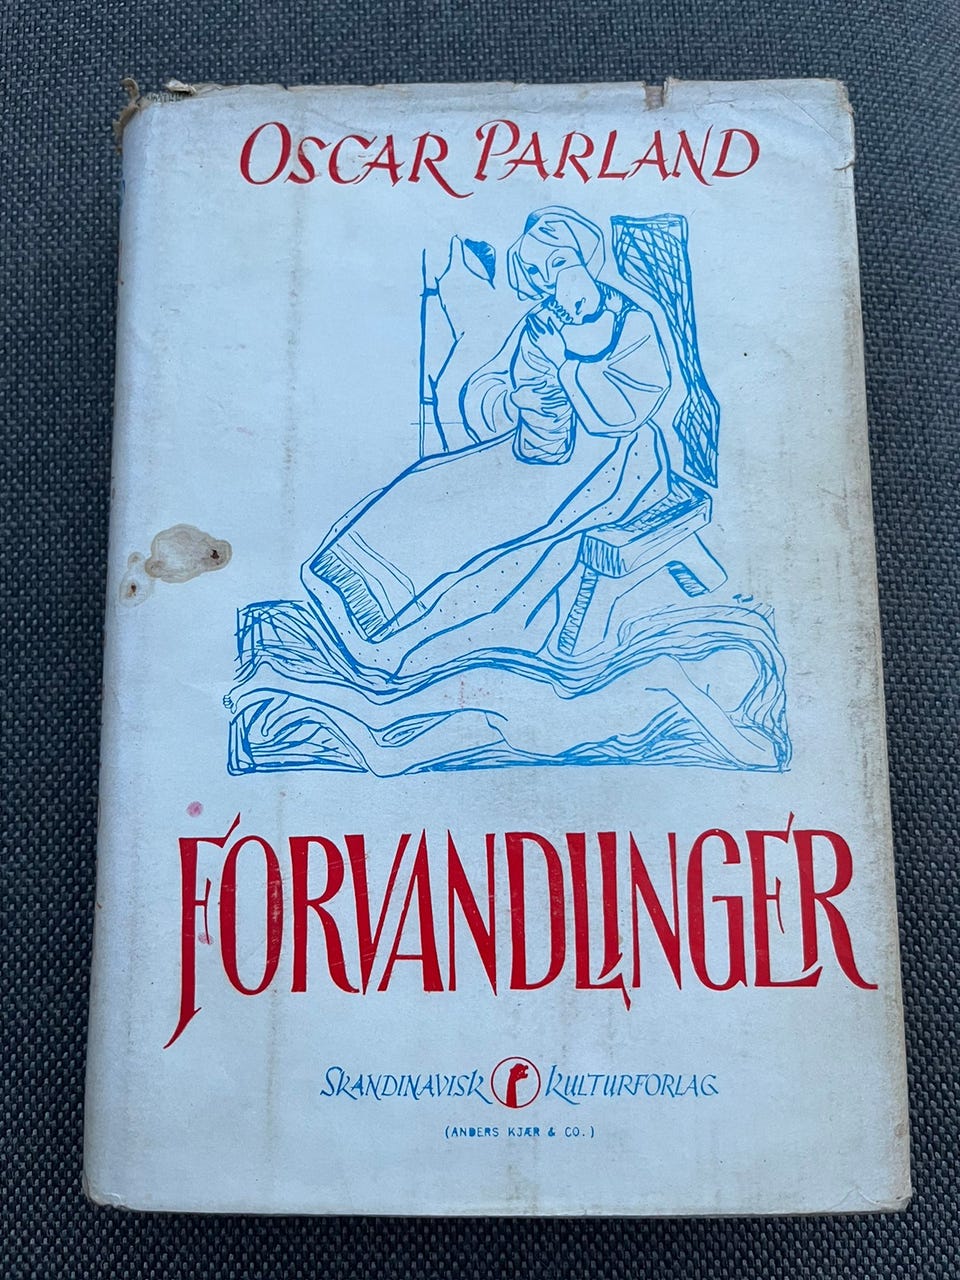 OSCAR PARLAND
FORVANDLINGER
SKANDINAVISK KULTURFORLAG
(ANDERS KJÆR & CO.)